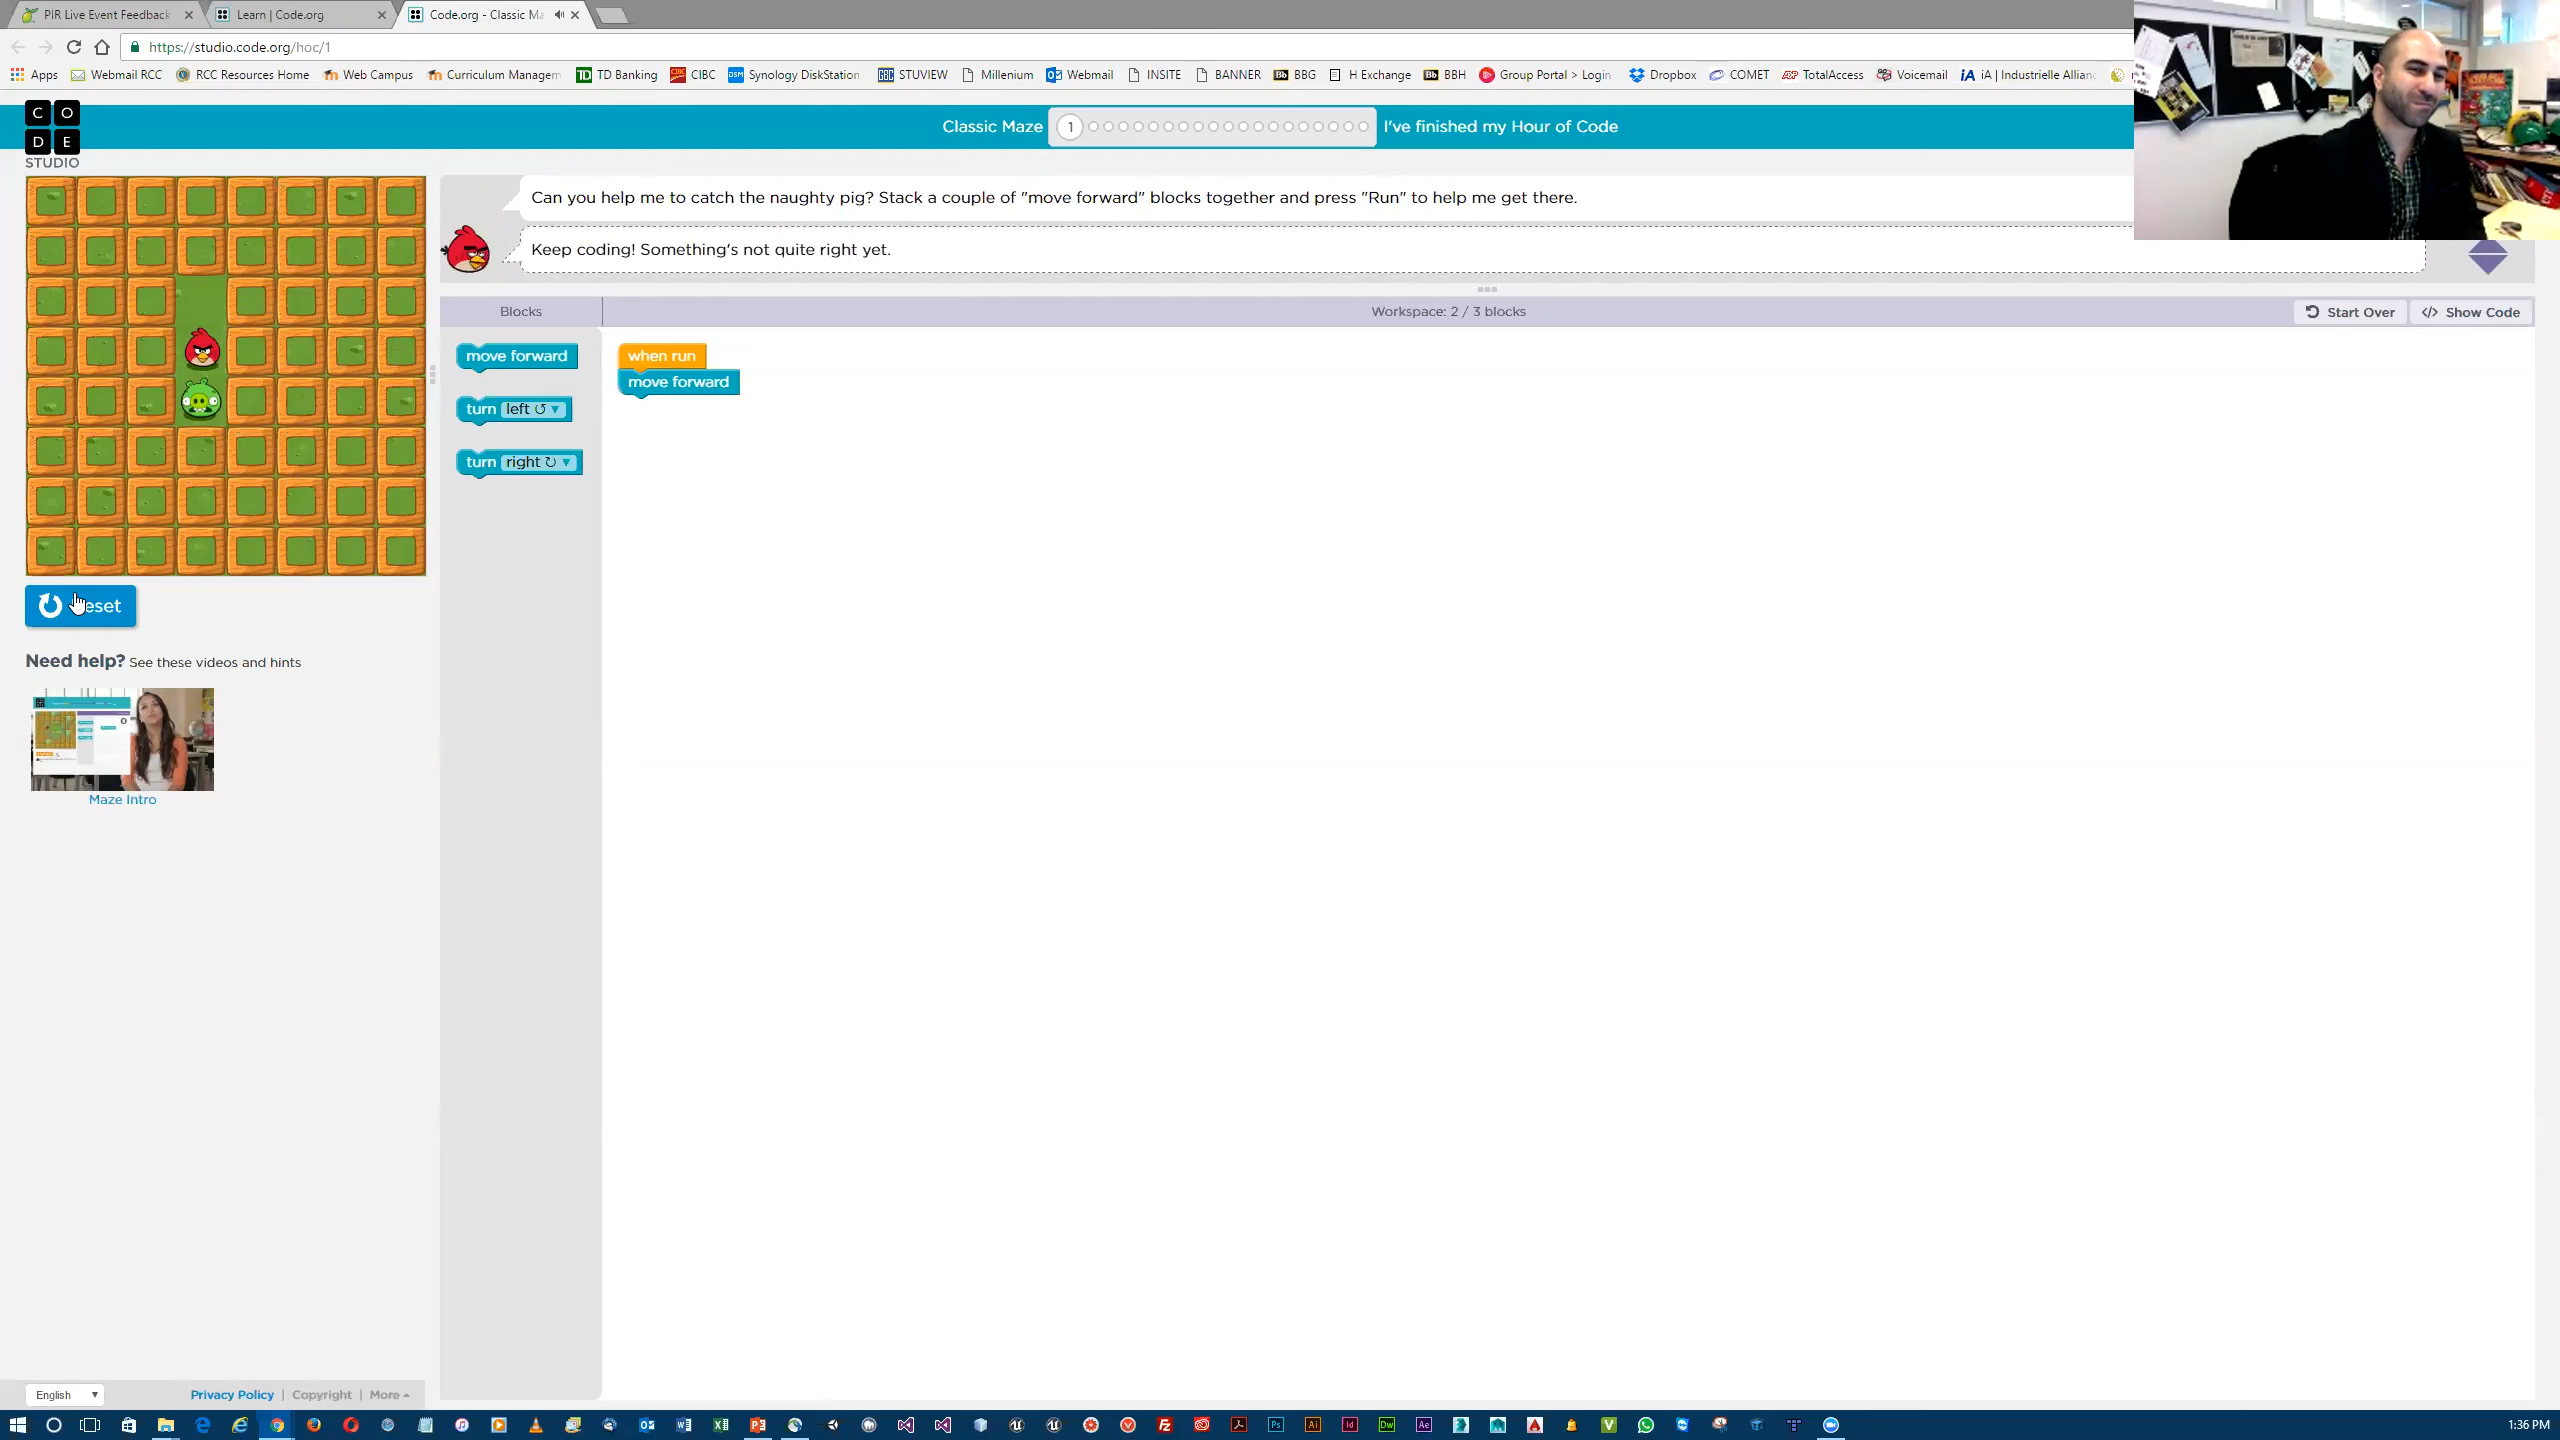 PIR Live Event Feedback
Learn | Code.org
Code.org - Classic Ma
https://studio.code.org/hoc/1
Apps
Webmail RCC
RCC Resources Home
Web Campus
Curriculum Managem
TD Banking
CIBC
Synology DiskStation
STUVIEW
Millenium
Webmail
INSITE
BANNER
BBG
H Exchange
BBH
Group Portal > Login
Dropbox
COMET
TotalAccess
Voicemail
iA | Industrielle Allianc
C O
D E
STUDIO
Classic Maze
1
I've finished my Hour of Code
Can you help me to catch the naughty pig? Stack a couple of "move forward" blocks together and press "Run" to help me get there.
Keep coding! Something's not quite right yet.
Blocks
Workspace: 2 / 3 blocks
Start Over
</> Show Code
move forward
turn left ↺ ▼
turn right ↻ ▼
when run
move forward
eset
Need help? See these videos and hints
Maze Intro
English
Privacy Policy | Copyright | More
1:36 PM